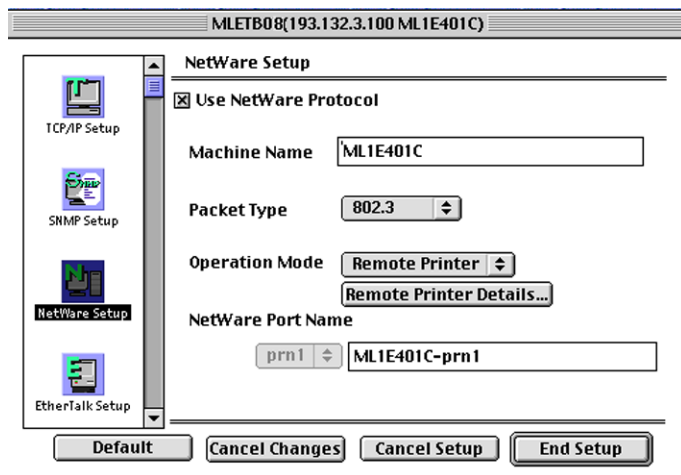 MLETB08(193.132.3.100 ML1E401C)
TCP/IP Setup
SNMP
SNMP Setup
N
NetWare Setup
EtherTalk Setup
NetWare Setup
Use NetWare Protocol
Machine Name ML1E401C
Packet Type 802.3
Operation Mode Remote Printer
Remote Printer Details...
NetWare Port Name
prn1 ML1E401C-prn1
Default Cancel Changes Cancel Setup End Setup